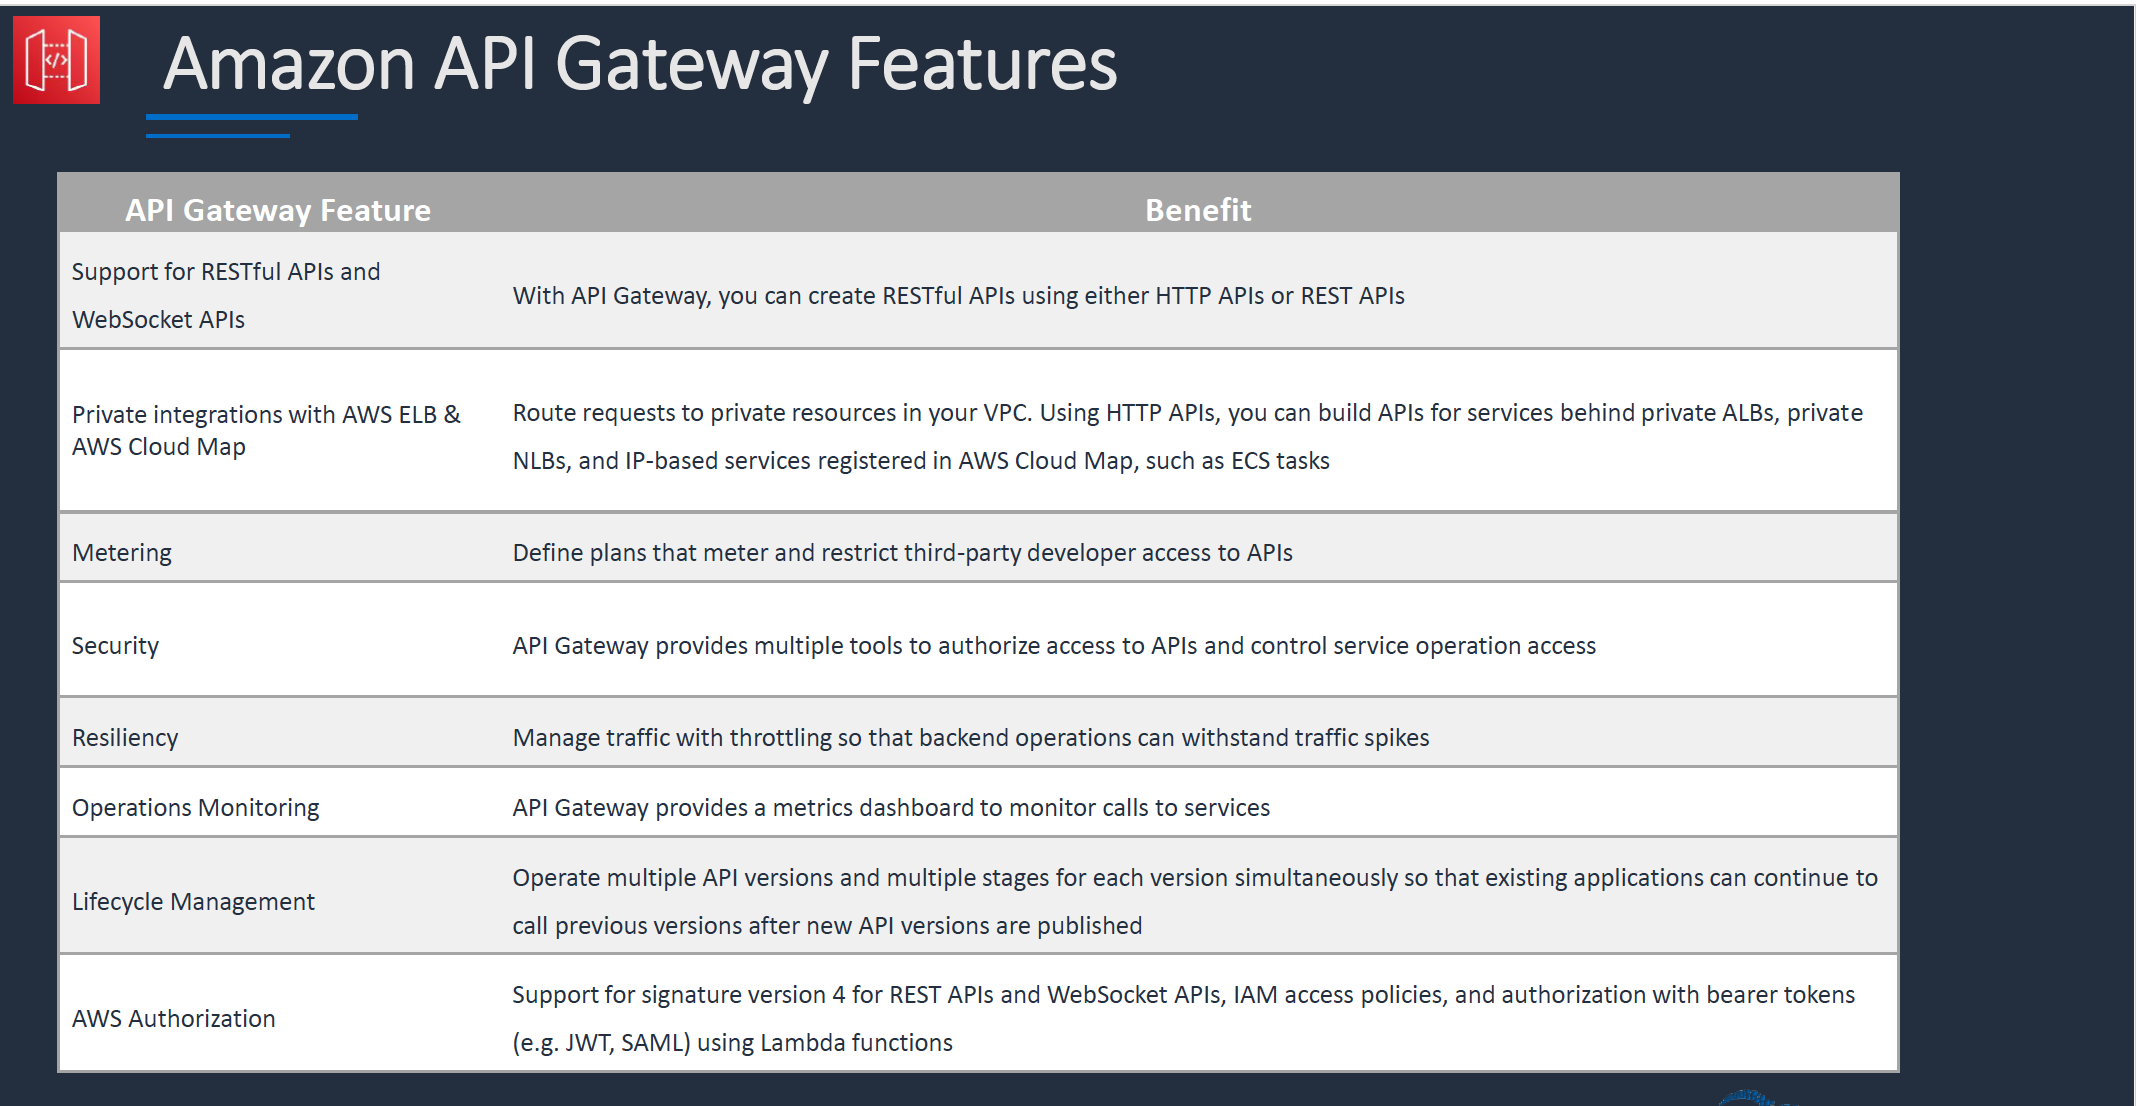 </>
Amazon API Gateway Features
API Gateway Feature
Benefit
Support for RESTful APIs and
WebSocket APIs
With API Gateway, you can create RESTful APIs using either HTTP APIs or REST APIs
Private integrations with AWS ELB &
AWS Cloud Map
Route requests to private resources in your VPC. Using HTTP APIs, you can build APIs for services behind private ALBs, private
NLBs, and IP-based services registered in AWS Cloud Map, such as ECS tasks
Metering
Define plans that meter and restrict third-party developer access to APIs
Security
API Gateway provides multiple tools to authorize access to APIs and control service operation access
Resiliency
Manage traffic with throttling so that backend operations can withstand traffic spikes
Operations Monitoring
API Gateway provides a metrics dashboard to monitor calls to services
Lifecycle Management
Operate multiple API versions and multiple stages for each version simultaneously so that existing applications can continue to
call previous versions after new API versions are published
AWS Authorization
Support for signature version 4 for REST APIs and WebSocket APIs, IAM access policies, and authorization with bearer tokens
(e.g. JWT, SAML) using Lambda functions